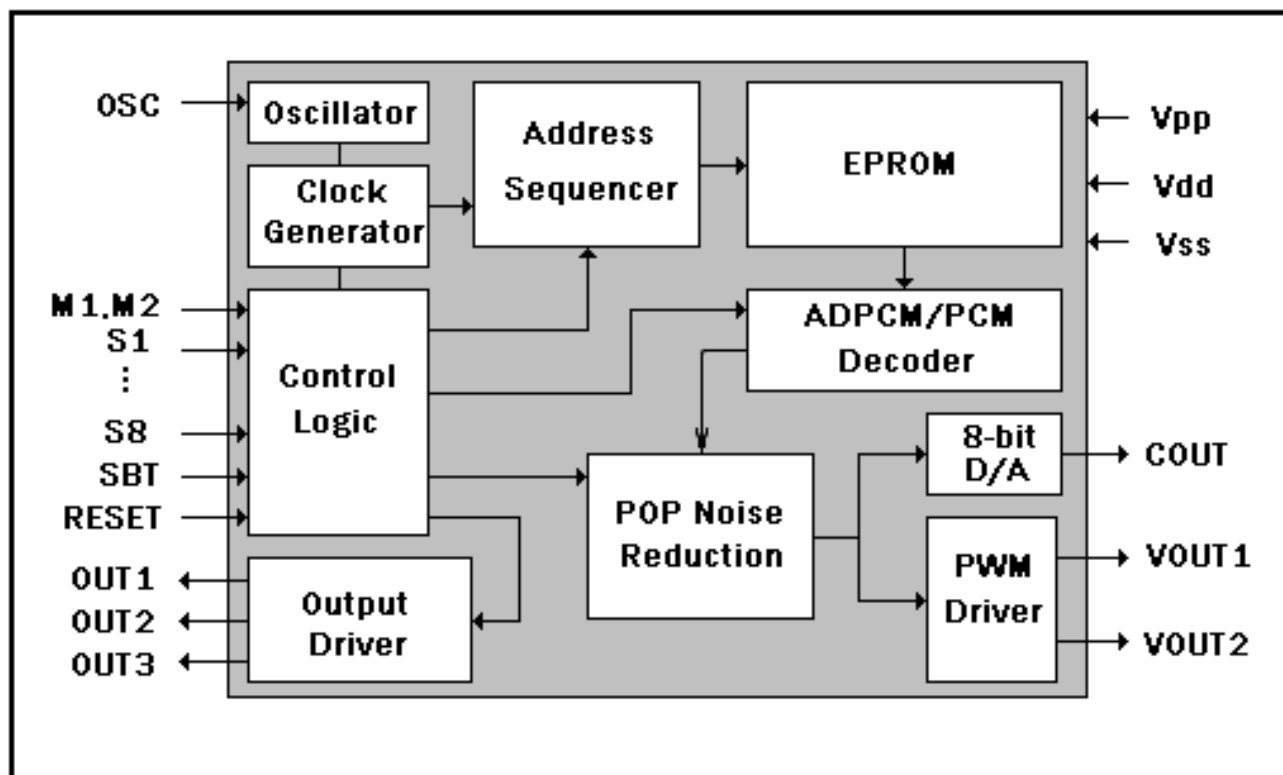 OSC
Oscillator
Clock
Generator
Address
Sequencer
EPROM
Vpp
Vdd
Vss
M1,M2
S1
⋮
S8
SBT
RESET
Control
Logic
ADPCM/PCM
Decoder
POP Noise
Reduction
8-bit
D/A
COUT
PWM
Driver
VOUT1
VOUT2
OUT1
OUT2
OUT3
Output
Driver